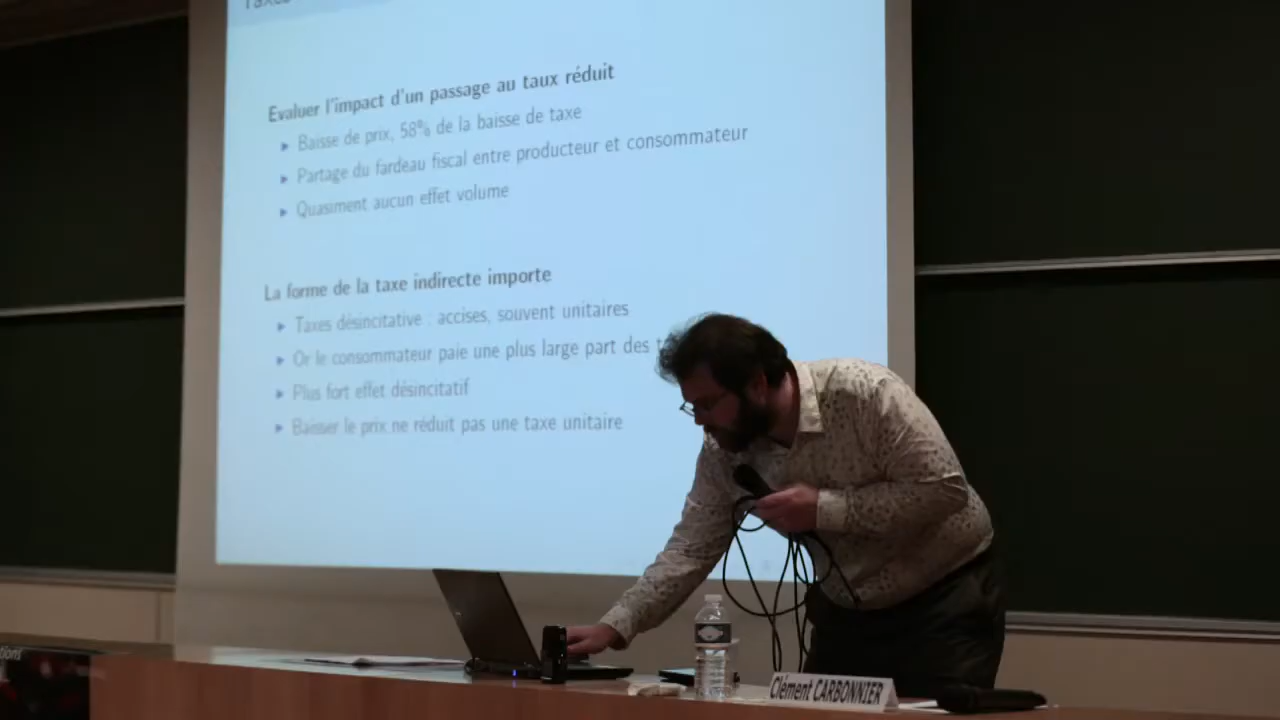 Taxes
Evaluer l'impact d'un passage au taux réduit
Baisse de prix, 58% de la baisse de taxe
Partage du fardeau fiscal entre producteur et consommateur
Quasiment aucun effet volume
La forme de la taxe indirecte importe
Taxes désincitative : accises, souvent unitaires
Or le consommateur paie une plus large part des
Plus fort effet désincitatif
Baisser le prix ne réduit pas une taxe unitaire
Clément CARBONNIER